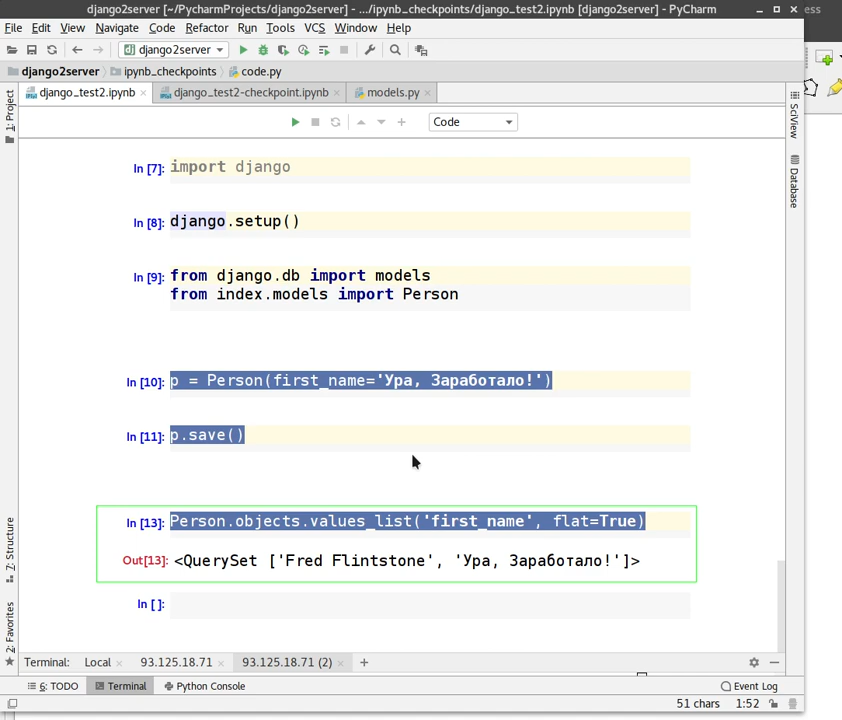 django2server [~/PycharmProjects/django2server] - .../ipynb_checkpoints/django_test2.ipynb [django2server] - PyCharm
ess
File Edit View Navigate Code Refactor Run Tools VCS Window Help
django2server
django2server ipynb_checkpoints code.py
django_test2.ipynb django_test2-checkpoint.ipynb models.py
1: Project
SciView
Database
Code
In [7]: import django
In [8]: django.setup()
In [9]: from django.db import models
from index.models import Person
In [10]: p = Person(first_name='Ура, Заработало!')
In [11]: p.save()
In [13]: Person.objects.values_list('first_name', flat=True)
Out[13]: <QuerySet ['Fred Flintstone', 'Ура, Заработало!']>
In [ ]:
7: Structure
2: Favorites
Terminal: Local 93.125.18.71 93.125.18.71 (2)
6: TODO Terminal Python Console Event Log
51 chars 1:52